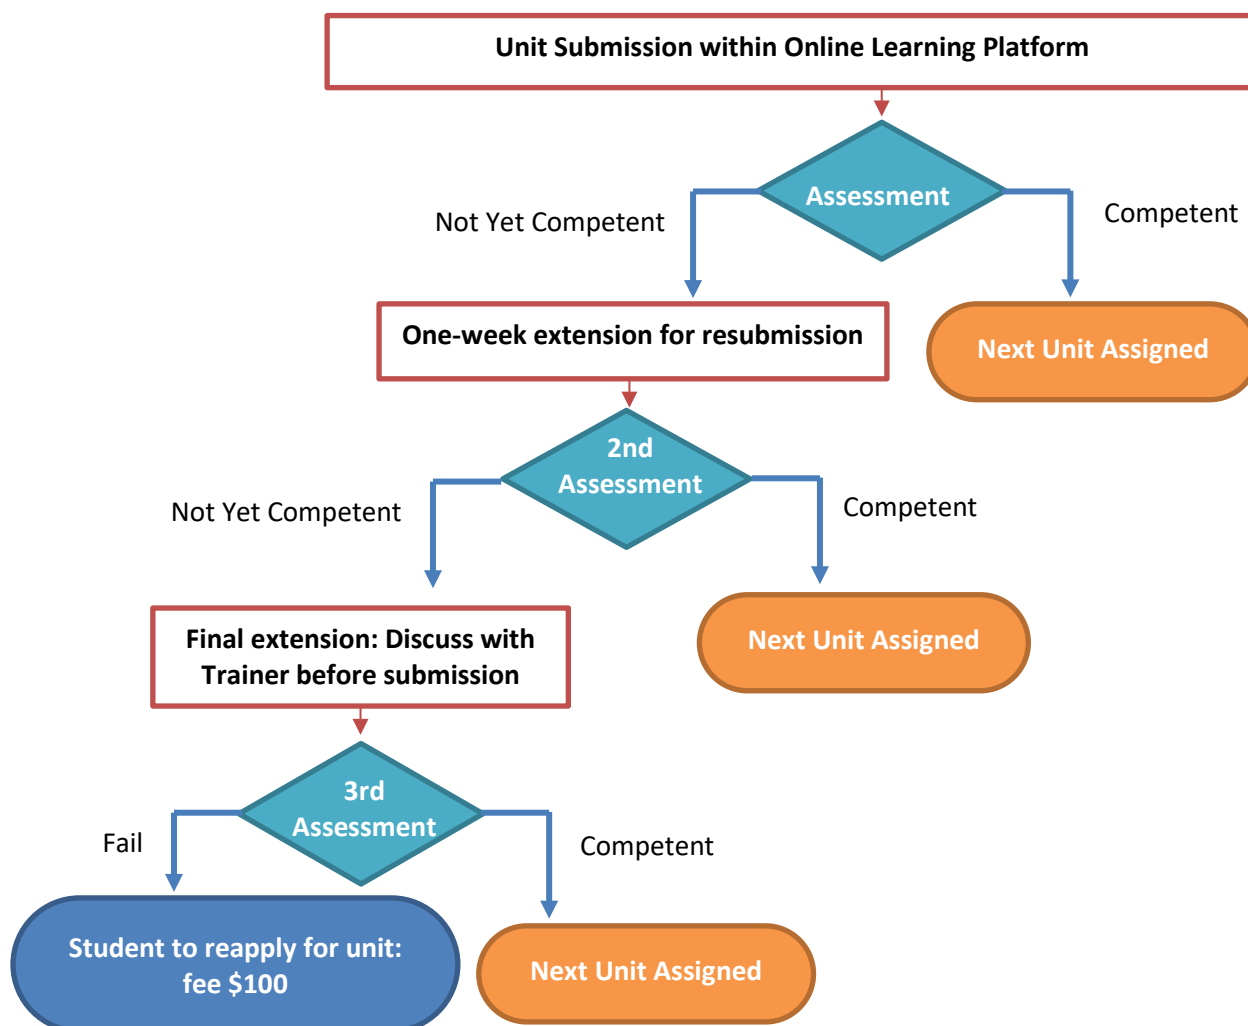 Unit Submission within Online Learning Platform
Assessment
Not Yet Competent
Competent
One-week extension for resubmission
Next Unit Assigned
2nd
Assessment
Not Yet Competent
Competent
Final extension: Discuss with
Trainer before submission
Next Unit Assigned
3rd
Assessment
Fail
Competent
Student to reapply for unit:
fee $100
Next Unit Assigned